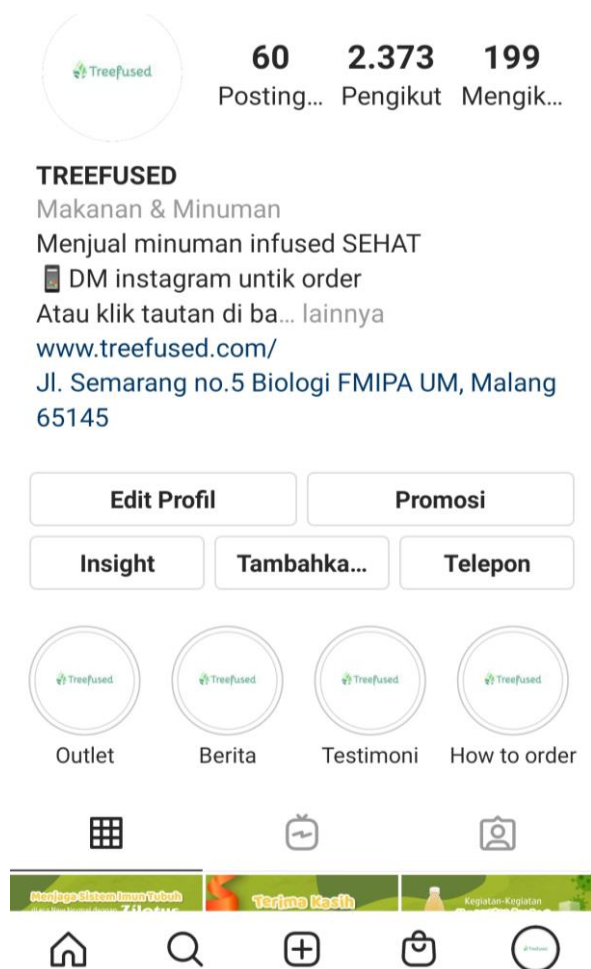 Treefused
60 2.373 199
Posting... Pengikut Mengik...
TREEFUSED
Makanan & Minuman
Menjual minuman infused SEHAT
DM instagram untik order
Atau klik tautan di ba... lainnya
www.treefused.com/
Jl. Semarang no.5 Biologi FMIPA UM, Malang
65145
Edit Profil Promosi
Insight Tambahka... Telepon
Treefused Treefused Treefused Treefused
Outlet Berita Testimoni How to order
Menjaga Sistem Imun Tubuh Terima Kasih Kegiatan-Kegiatan